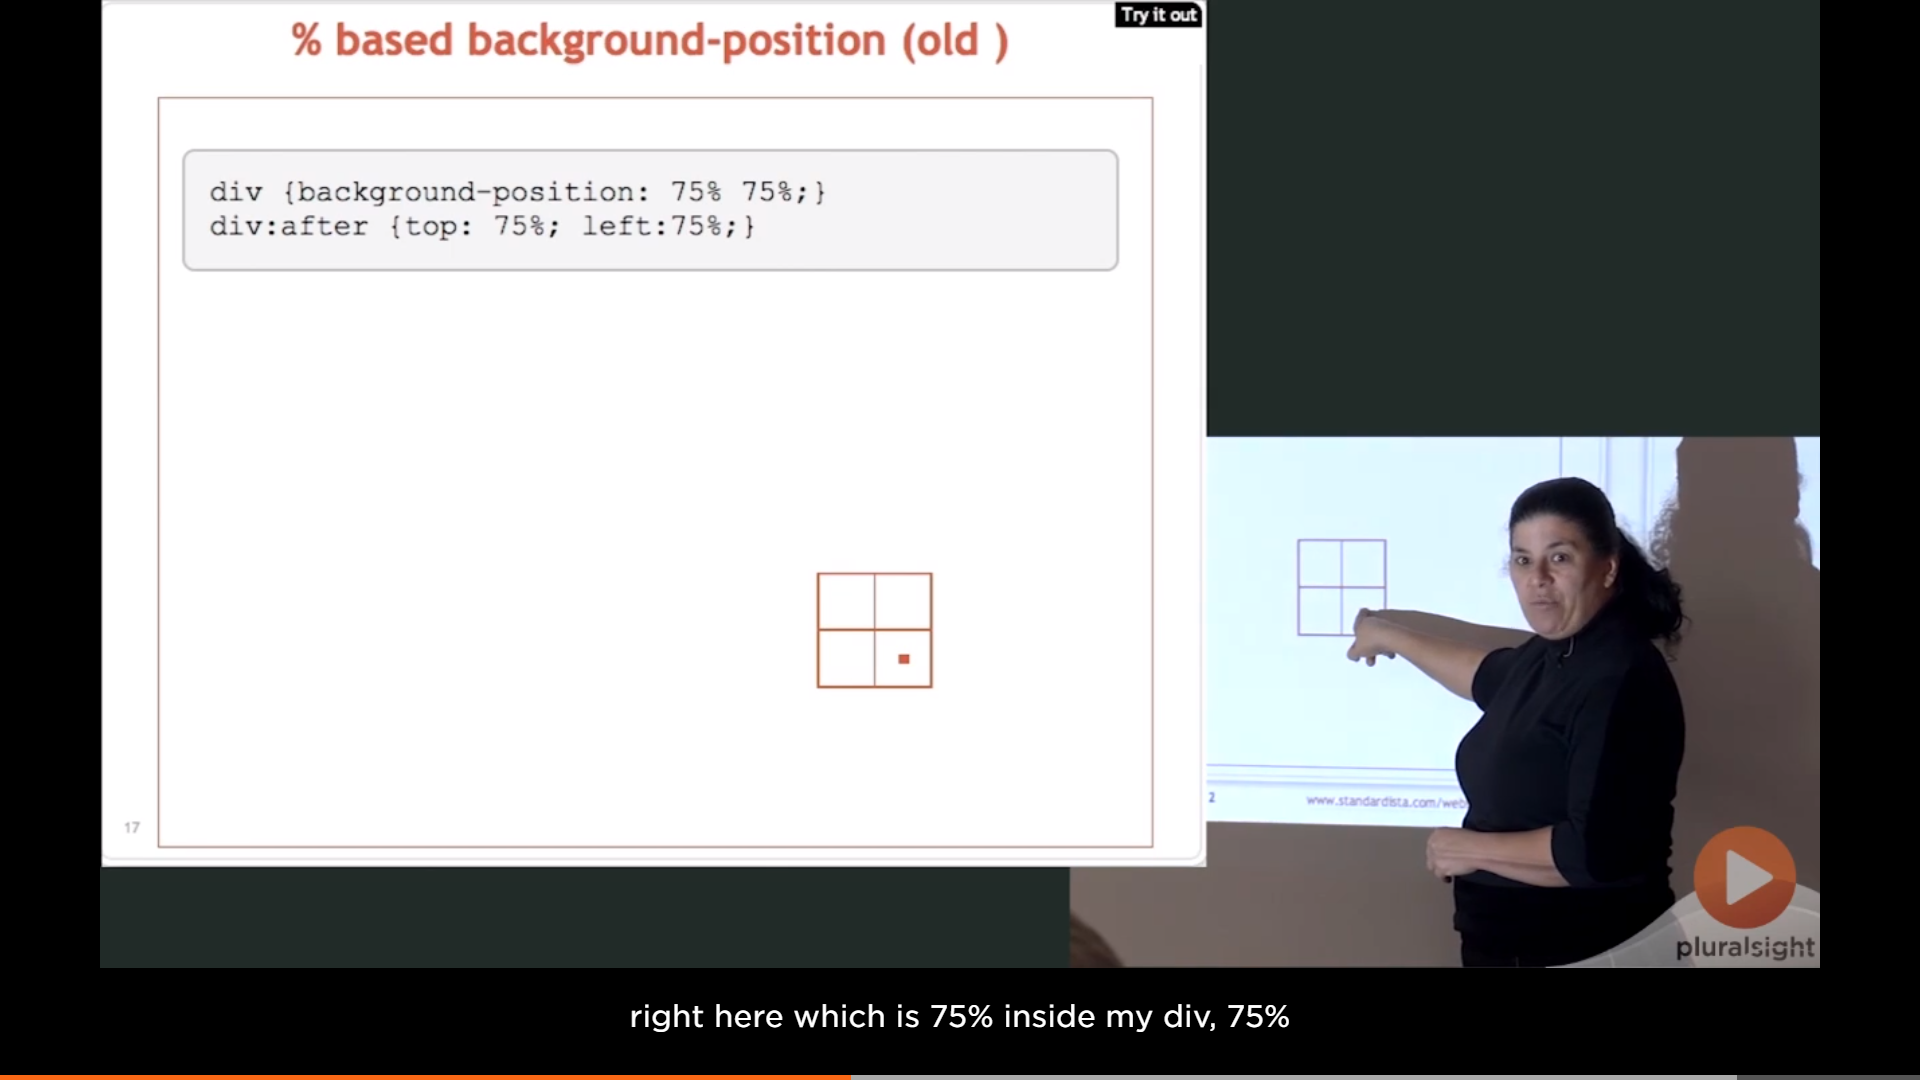 Try it out
% based background-position (old )
div {background-position: 75% 75%;}
div:after {top: 75%; left:75%;}
17
2
www.standardista.com/web
pluralsight
right here which is 75% inside my div, 75%